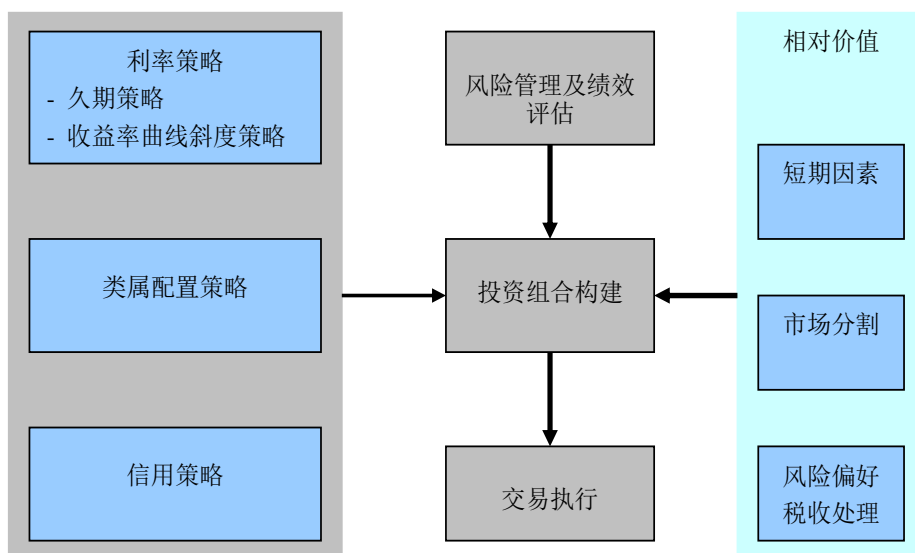 利率策略
- 久期策略
- 收益率曲线斜度策略
类属配置策略
信用策略
风险管理及绩效
评估
投资组合构建
交易执行
相对价值
短期因素
市场分割
风险偏好
税收处理